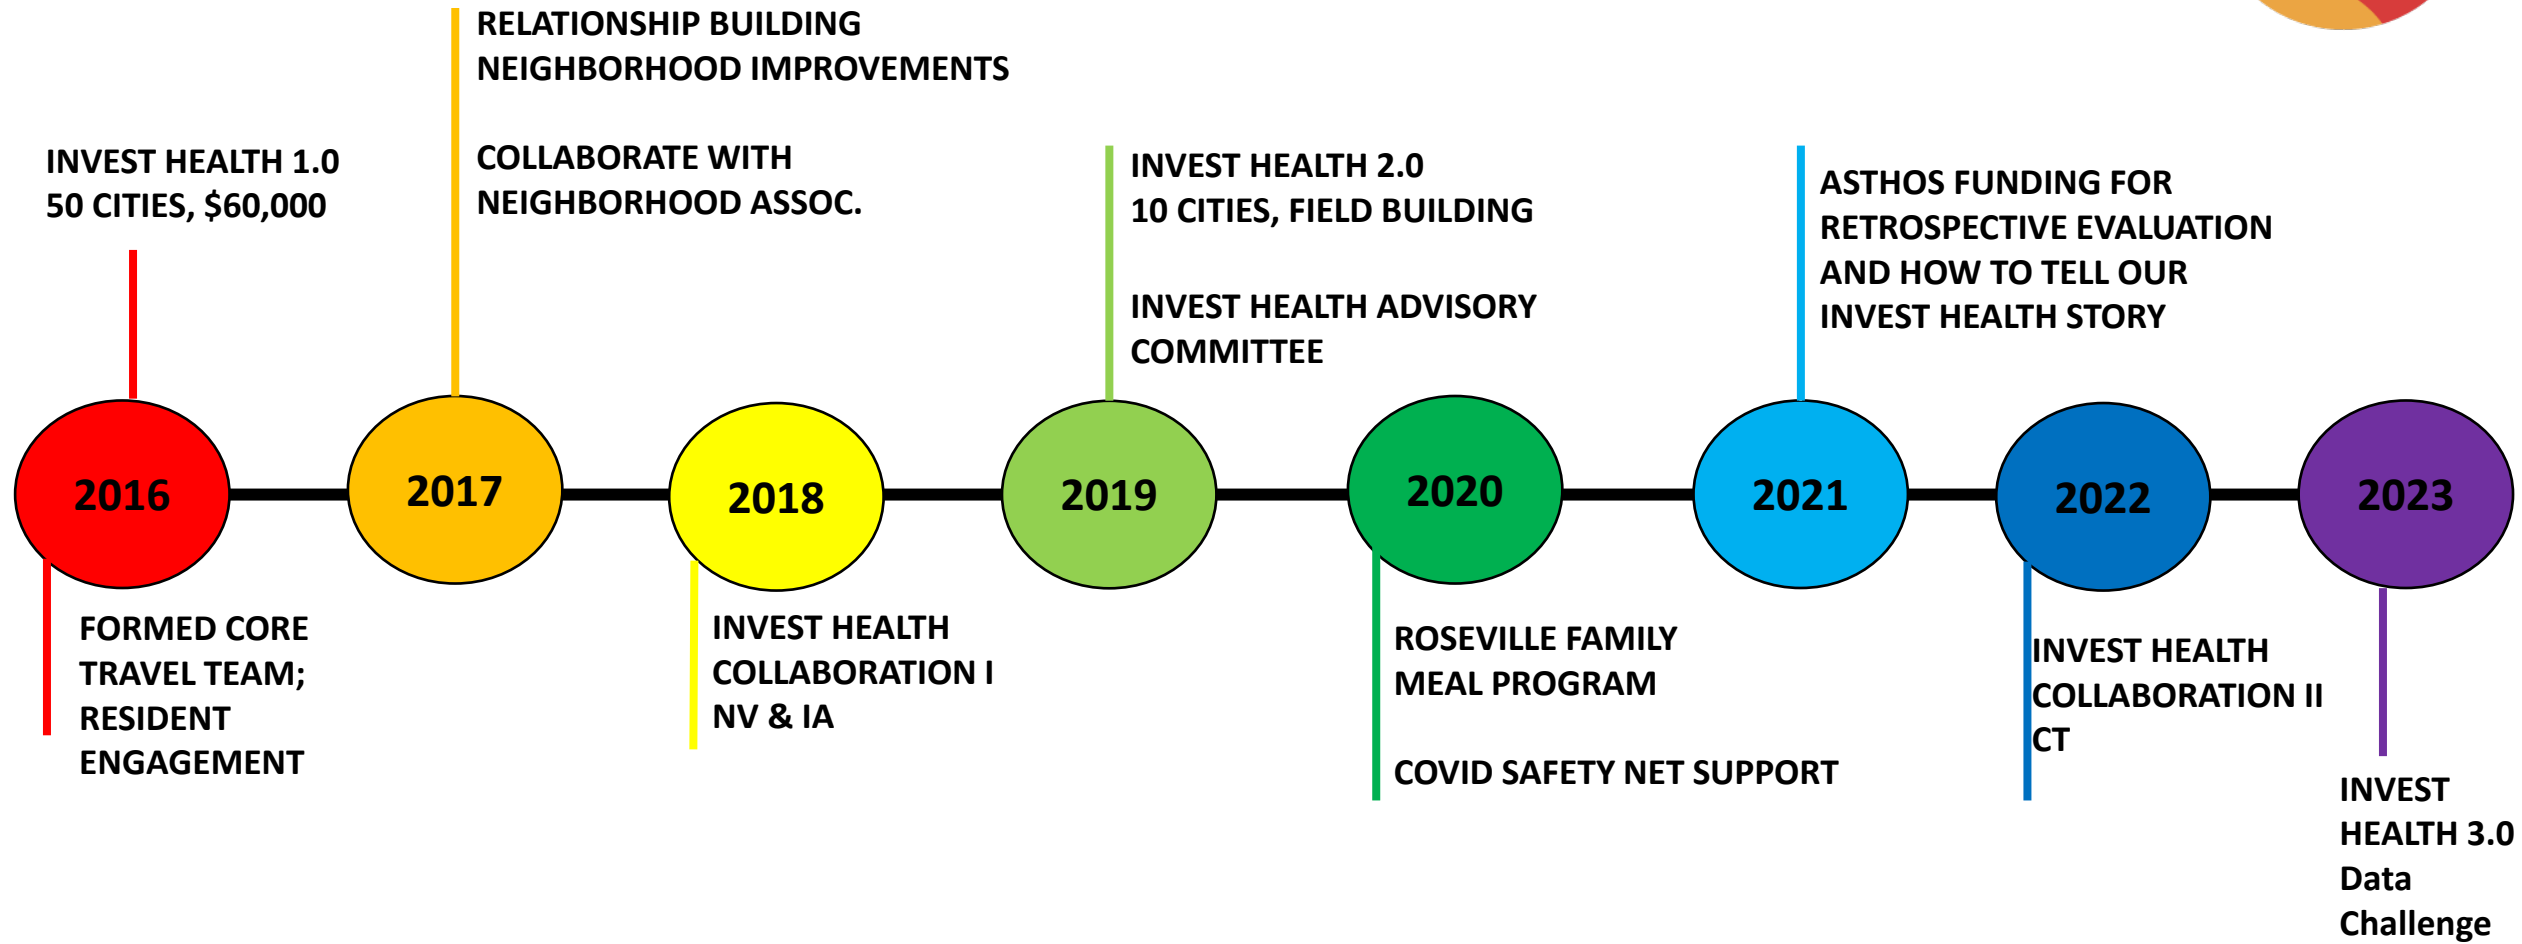 RELATIONSHIP BUILDING
NEIGHBORHOOD IMPROVEMENTS
COLLABORATE WITH
NEIGHBORHOOD ASSOC.
INVEST HEALTH 1.0
50 CITIES, $60,000
INVEST HEALTH 2.0
10 CITIES, FIELD BUILDING
INVEST HEALTH ADVISORY
COMMITTEE
ASTHOS FUNDING FOR
RETROSPECTIVE EVALUATION
AND HOW TO TELL OUR
INVEST HEALTH STORY
2016
2017
2018
2019
2020
2021
2022
2023
FORMED CORE
TRAVEL TEAM;
RESIDENT
ENGAGEMENT
INVEST HEALTH
COLLABORATION I
NV & IA
ROSEVILLE FAMILY
MEAL PROGRAM
COVID SAFETY NET SUPPORT
INVEST HEALTH
COLLABORATION II
CT
INVEST
HEALTH 3.0
Data
Challenge